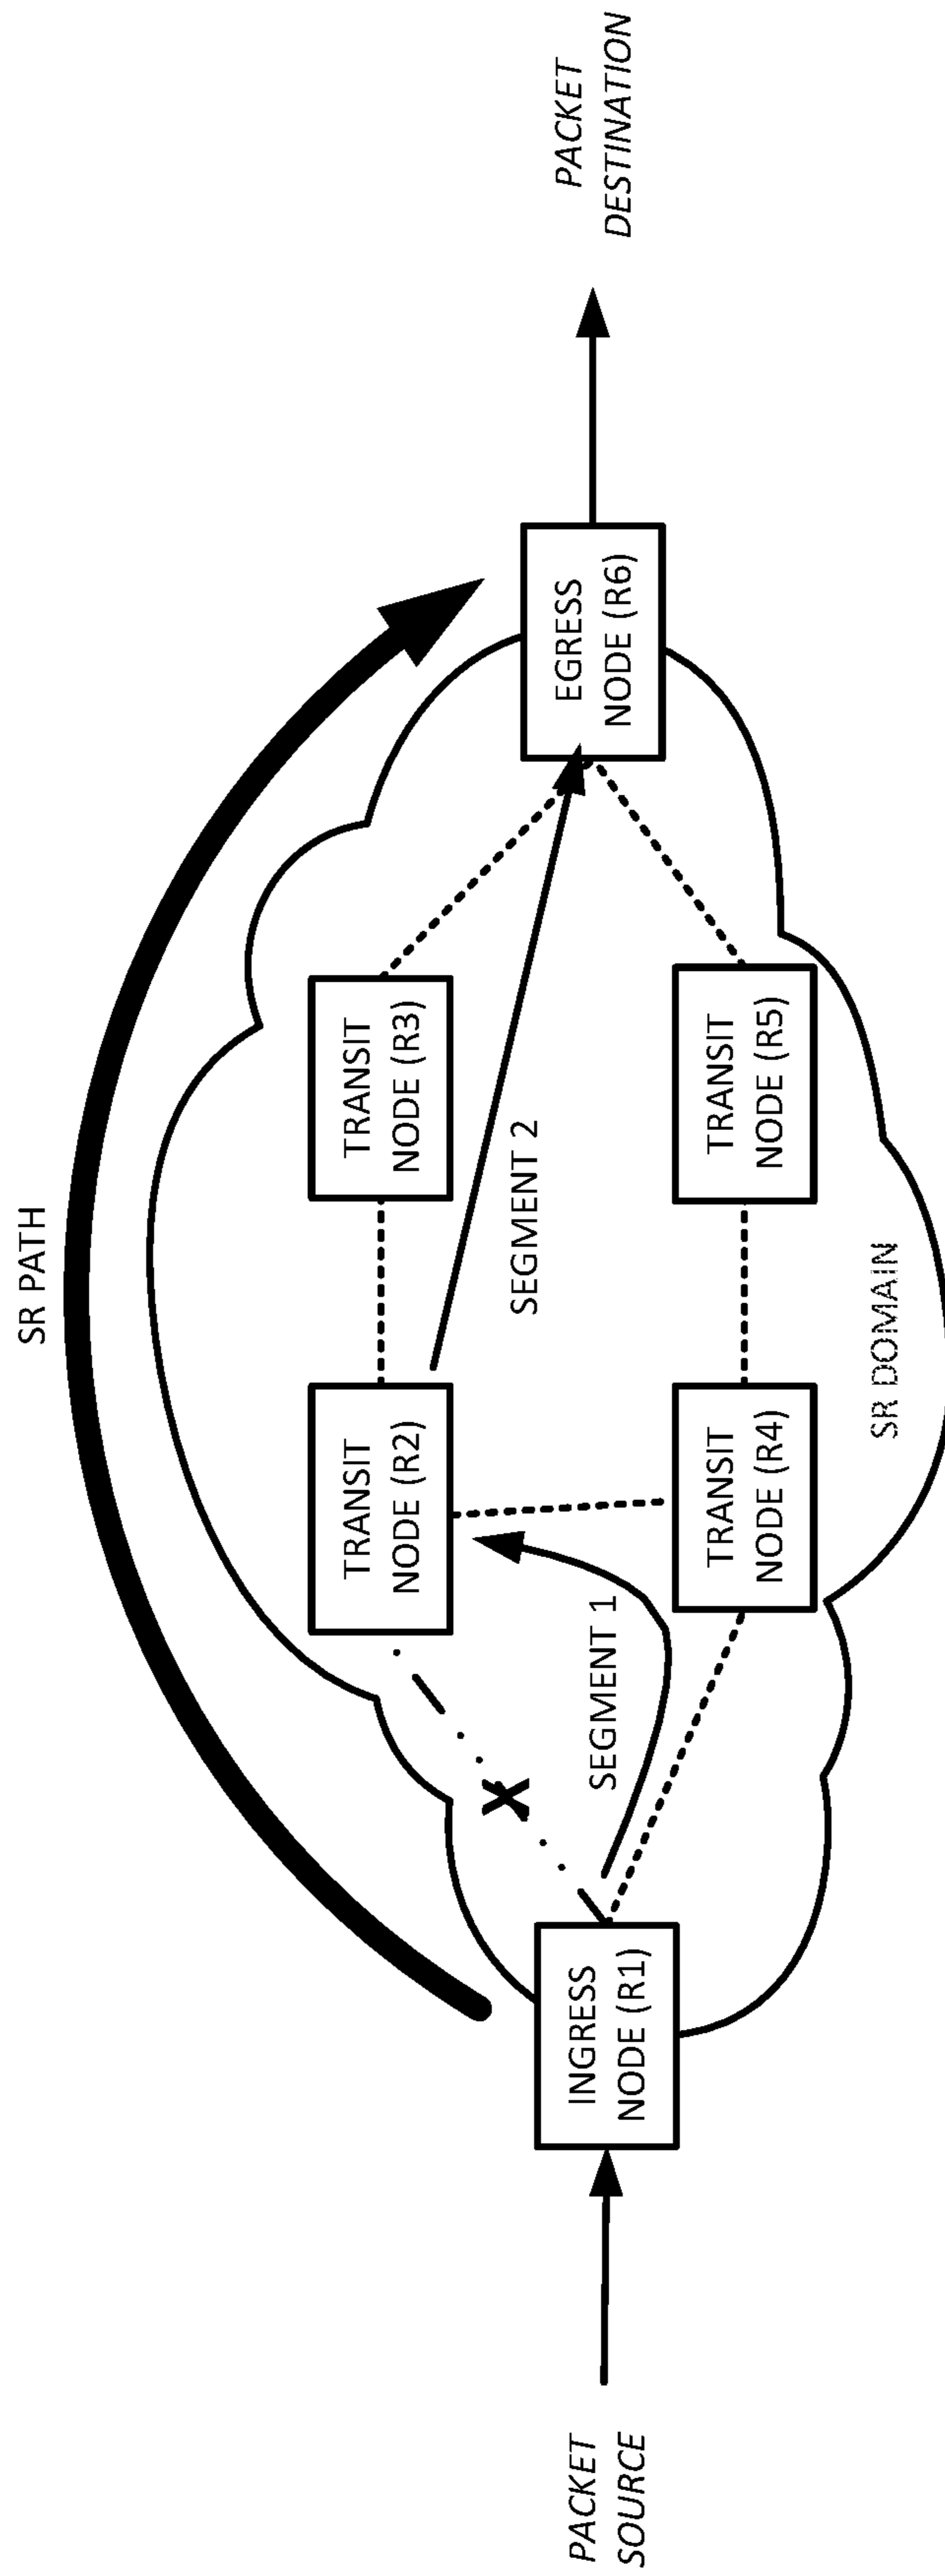 SR PATH
PACKET
SOURCE
INGRESS
NODE (R1)
SEGMENT 1
TRANSIT
NODE (R2)
TRANSIT
NODE (R3)
SEGMENT 2
TRANSIT
NODE (R4)
TRANSIT
NODE (R5)
SR DOMAIN
EGRESS
NODE (R6)
PACKET
DESTINATION
X